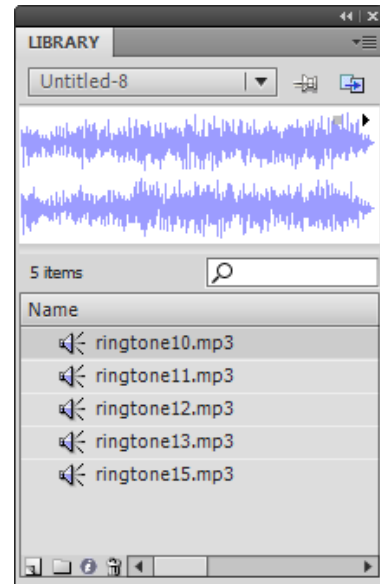 LIBRARY
Untitled-8
5 items
Name
ringtone10.mp3
ringtone11.mp3
ringtone12.mp3
ringtone13.mp3
ringtone15.mp3